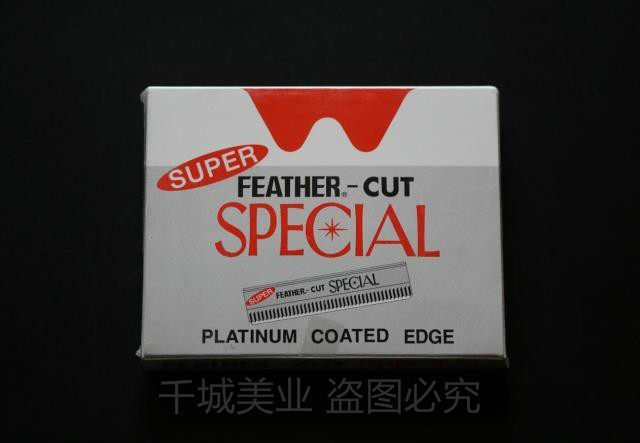 SUPER
FEATHER®-CUT
SPECIAL
SUPER FEATHER-CUT SPECIAL
PLATINUM COATED EDGE
千城美业 盗图必究